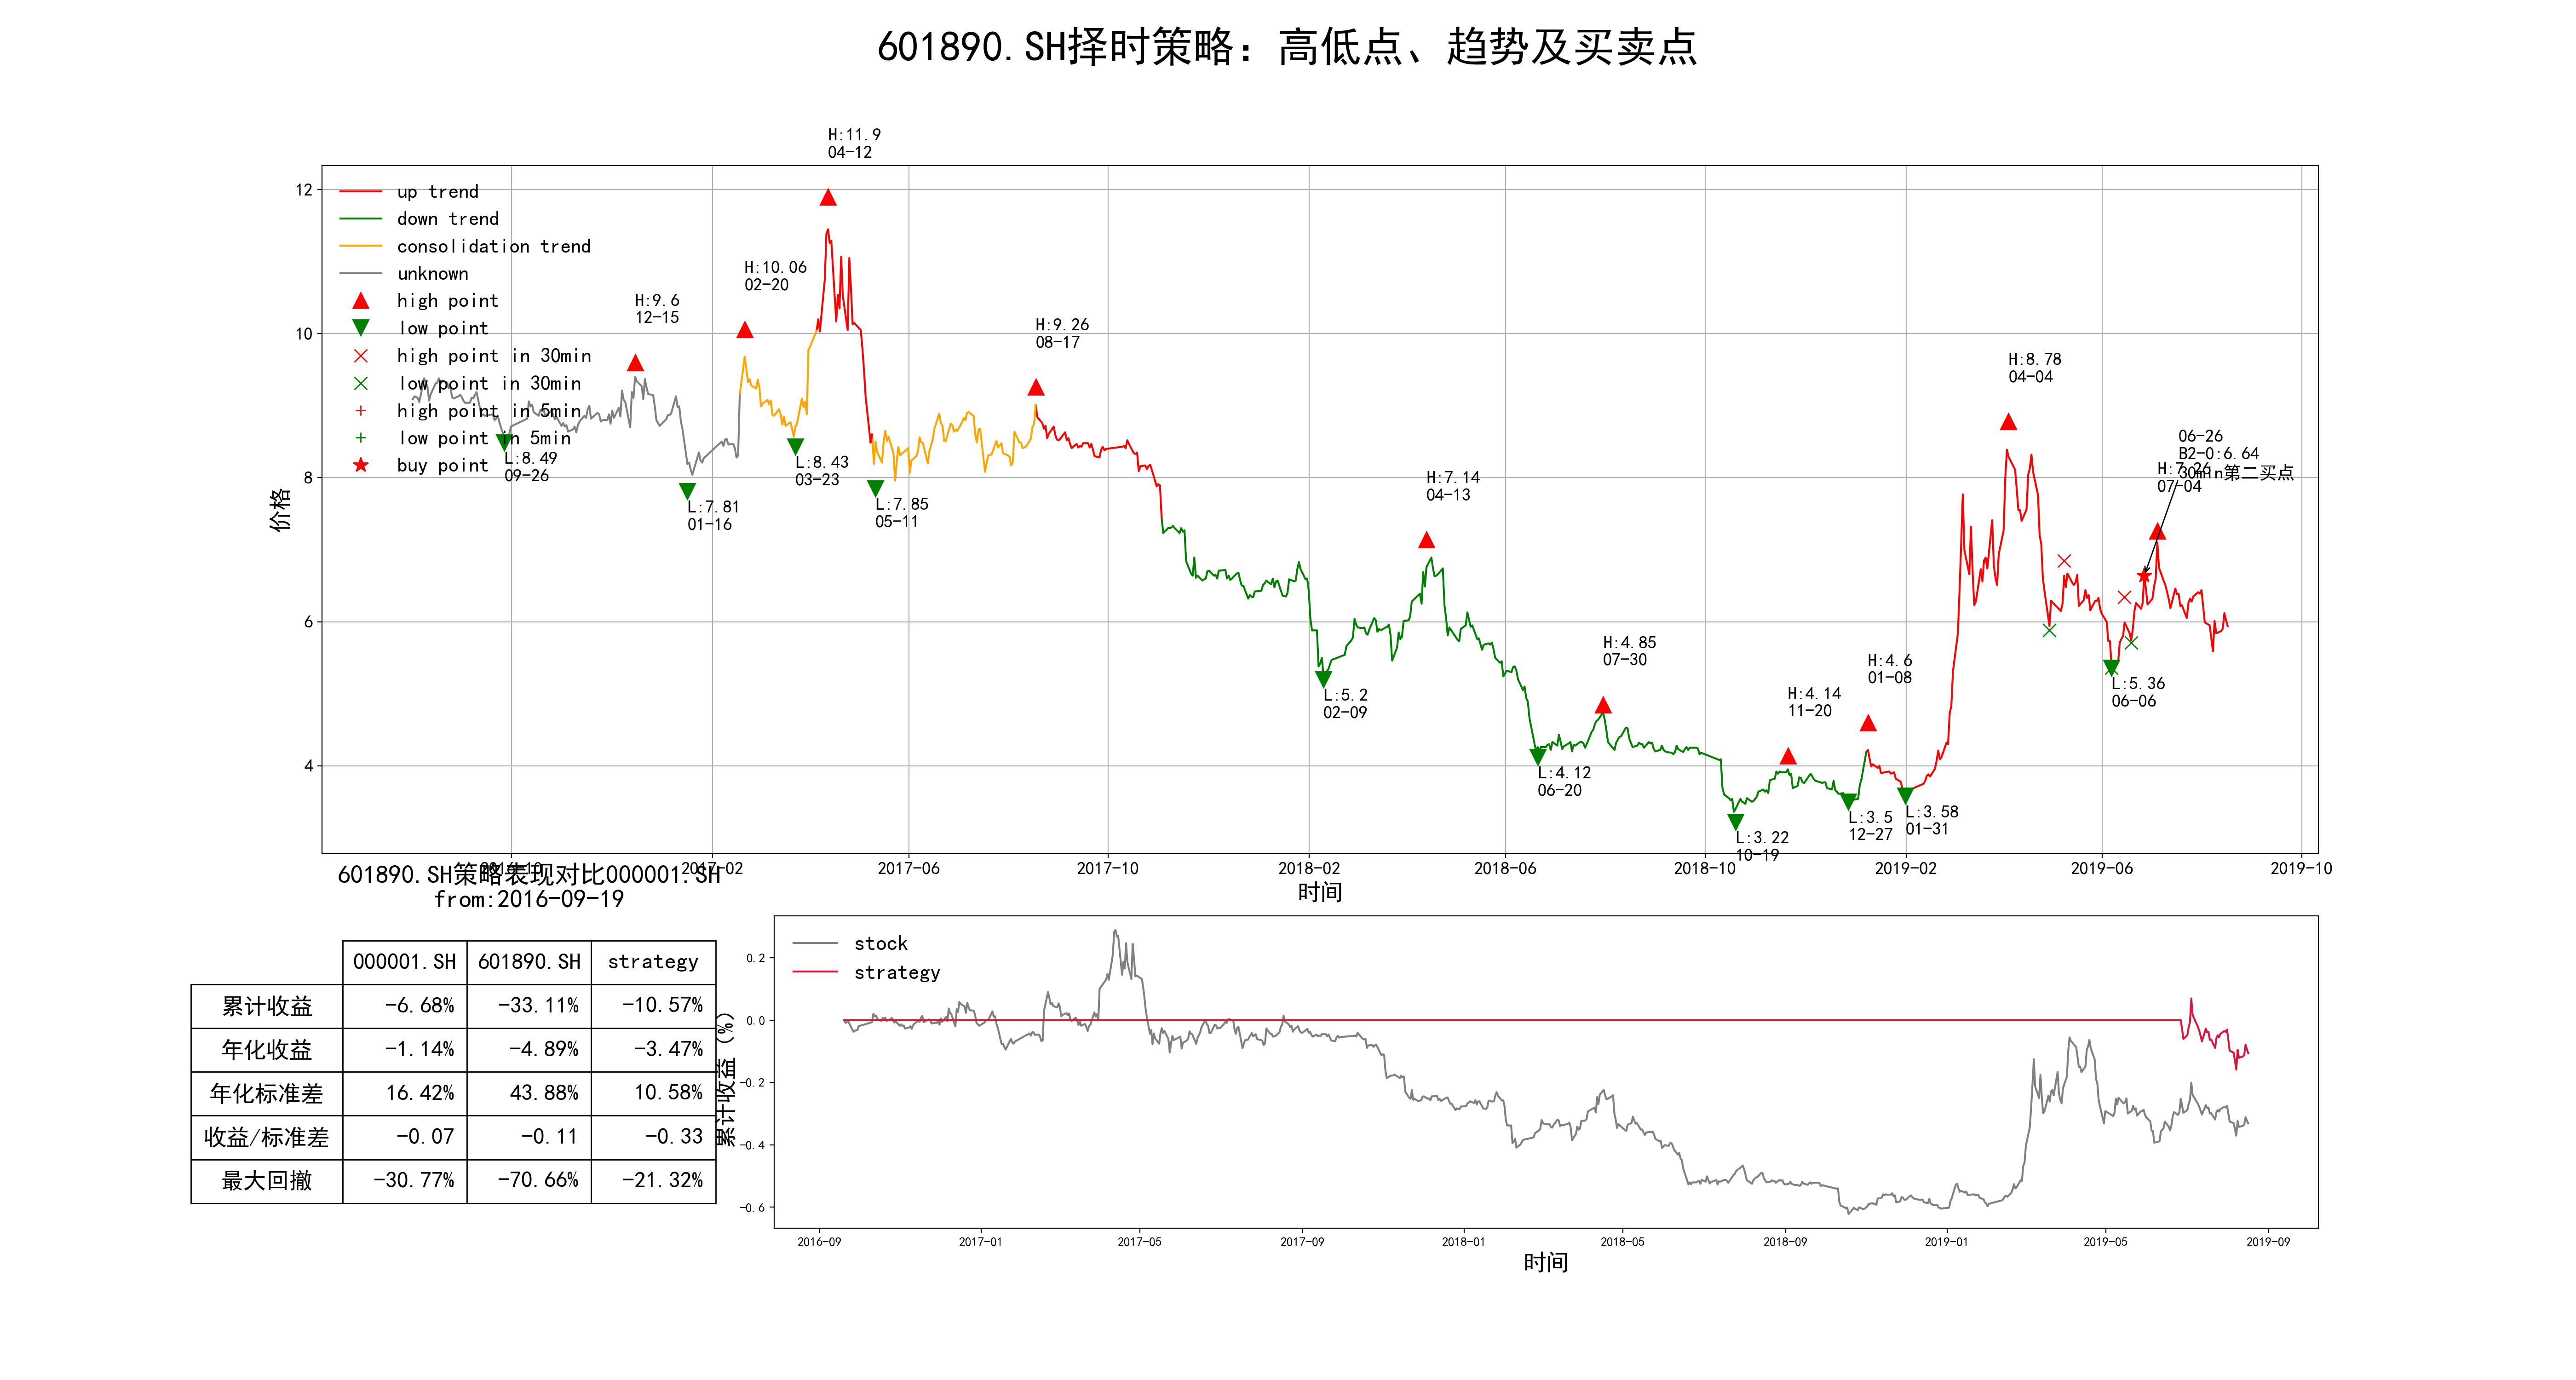 601890.SH择时策略：高低点、趋势及买卖点
H:11.9
04-12
up trend
down trend
consolidation trend
unknown
high point
low point
high point in 30min
low point in 30min
high point in 5min
low point in 5min
buy point
H:9.6
12-15
H:10.06
02-20
H:9.26
08-17
H:7.14
04-13
H:4.85
07-30
H:4.14
11-20
H:4.6
01-08
H:8.78
04-04
06-26
B2-0:6.64
30min第二买点
H:7.26
07-04
L:8.49
09-26
L:7.81
01-16
L:8.43
03-23
L:7.85
05-11
L:5.2
02-09
L:4.12
06-20
L:3.22
10-19
L:3.5
12-27
L:3.58
01-31
L:5.36
06-06
12
10
8
6
4
价格
2016-10
2017-02
2017-06
2017-10
2018-02
2018-06
2018-10
2019-02
2019-06
2019-10
时间
601890.SH策略表现对比000001.SH
from:2016-09-19
000001.SH 601890.SH strategy
累计收益 -6.68% -33.11% -10.57%
年化收益 -1.14% -4.89% -3.47%
年化标准差 16.42% 43.88% 10.58%
收益/标准差 -0.07 -0.11 -0.33
最大回撤 -30.77% -70.66% -21.32%
stock
strategy
0.2
0.0
-0.2
-0.4
-0.6
累计收益（%）
2016-09
2017-01
2017-05
2017-09
2018-01
2018-05
2018-09
2019-01
2019-05
2019-09
时间